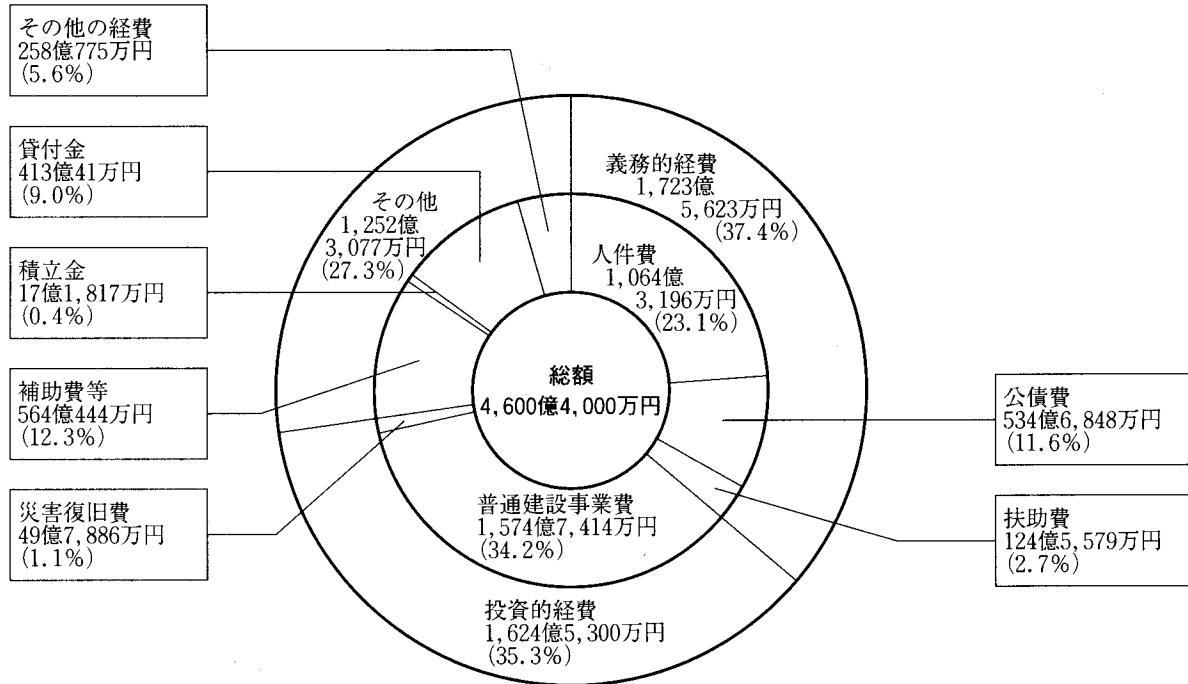 その他の経費
258億775万円
(5.6%)
貸付金
413億41万円
(9.0%)
積立金
17億1,817万円
(0.4%)
補助費等
564億444万円
(12.3%)
災害復旧費
49億7,886万円
(1.1%)
その他
1,252億
3,077万円
(27.3%)
義務的経費
1,723億
5,623万円
(37.4%)
人件費
1,064億
3,196万円
(23.1%)
総額
4,600億4,000万円
普通建設事業費
1,574億7,414万円
(34.2%)
投資的経費
1,624億5,300万円
(35.3%)
公債費
534億6,848万円
(11.6%)
扶助費
124億5,579万円
(2.7%)